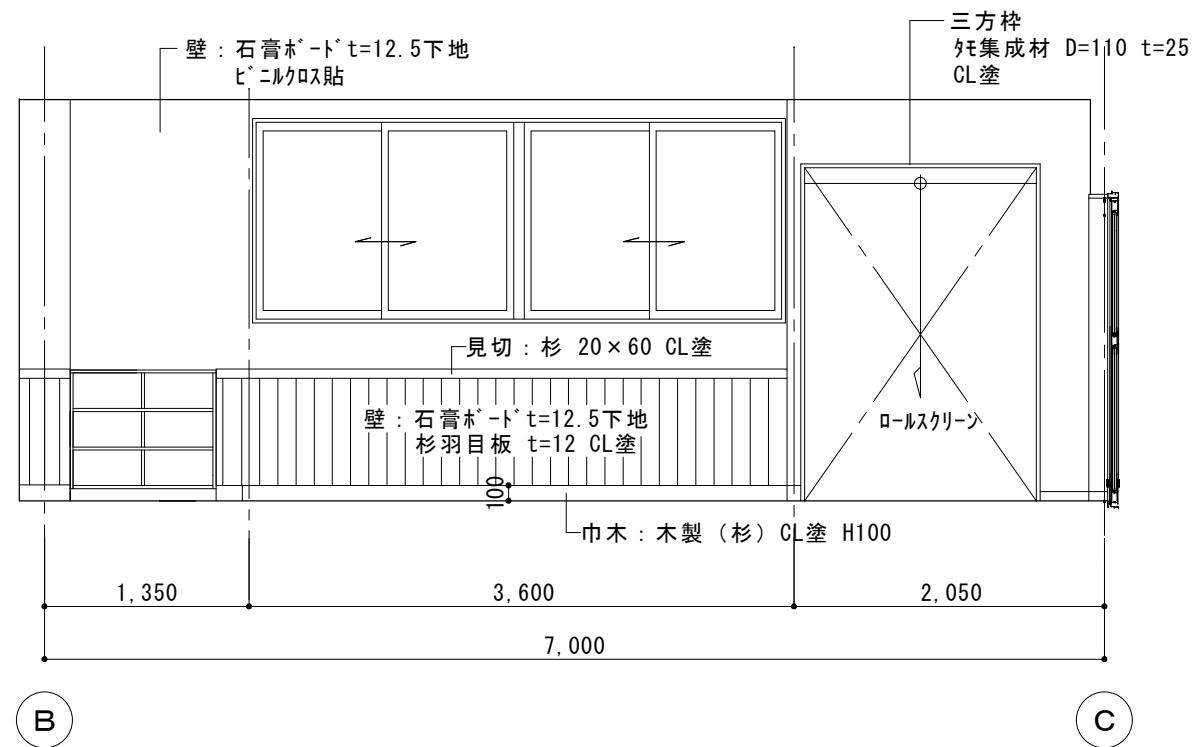 三方枠
ﾀﾓ集成材 D=110 t=25
CL塗
壁：石膏ﾎﾞｰﾄﾞt=12.5下地
ﾋﾞﾆﾙｸﾛｽ貼
見切：杉 20×60 CL塗
壁：石膏ﾎﾞｰﾄﾞt=12.5下地
杉羽目板 t=12 CL塗
ﾛｰﾙｽｸﾘｰﾝ
100
巾木：木製（杉）CL塗 H100
1,350
3,600
2,050
7,000
B
C